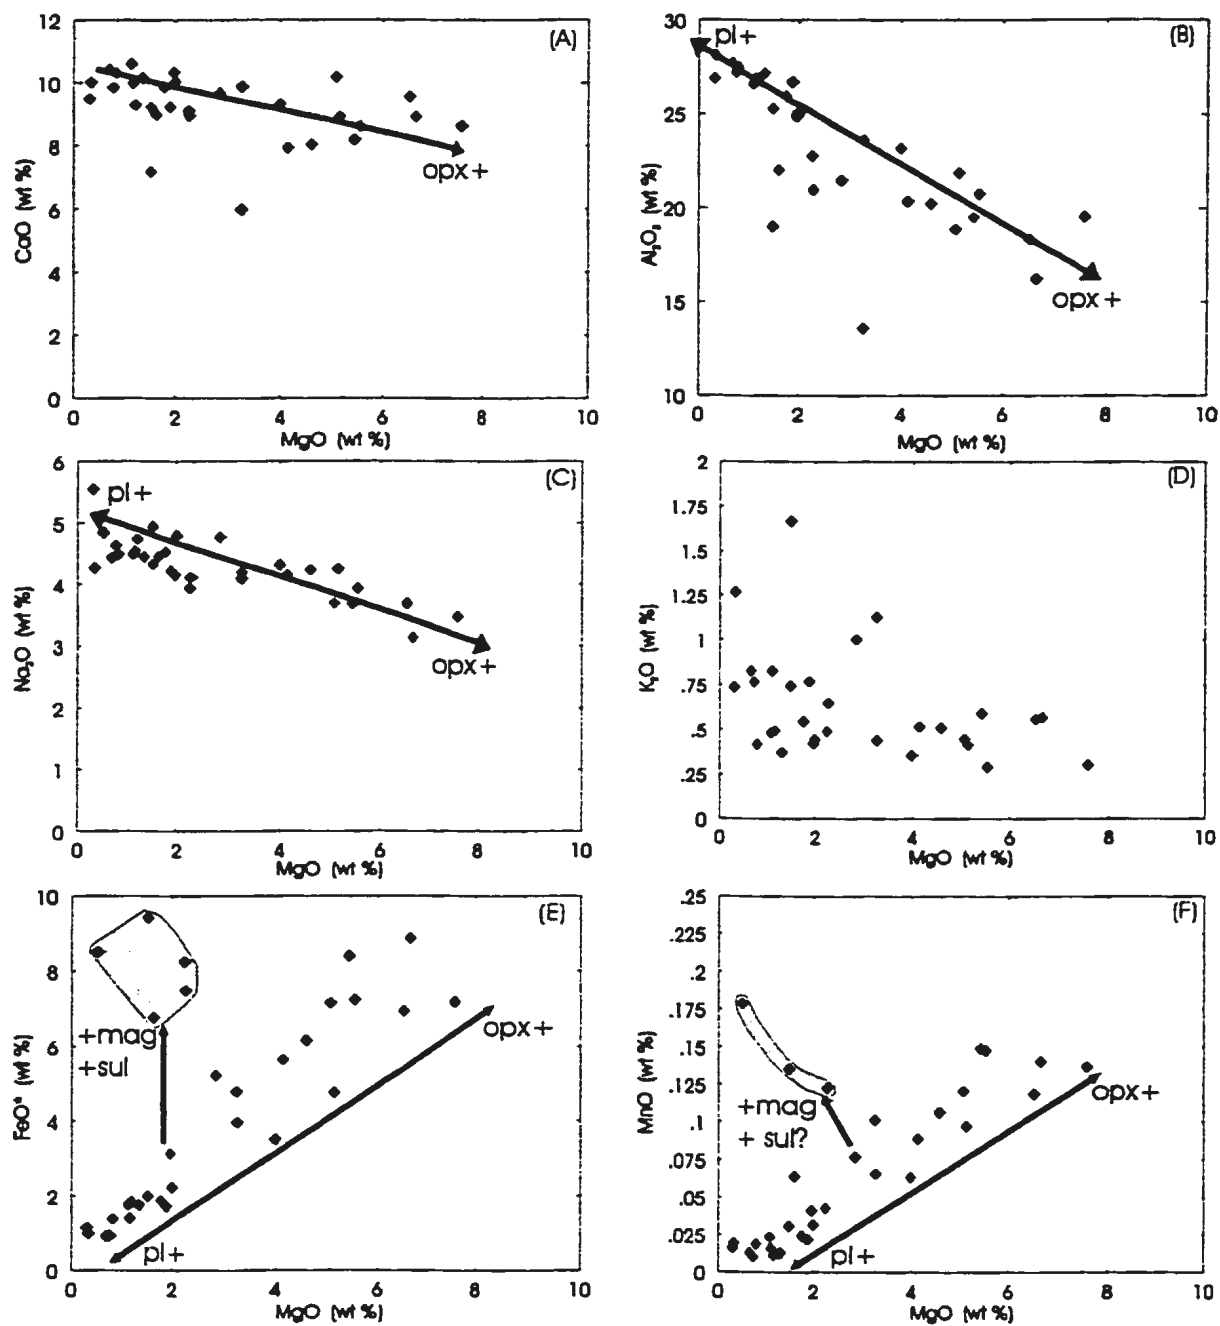 (A)
12
10
8
6
4
2
0
CaO (wt %)
opx+
0 2 4 6 8 10
MgO (wt %)
(B)
30
25
20
15
10
Al₂O₃ (wt %)
pl+
opx+
0 2 4 6 8 10
MgO (wt %)
(C)
6
5
4
3
2
1
0
Na₂O (wt %)
pl+
opx+
0 2 4 6 8 10
MgO (wt %)
(D)
2
1.75
1.5
1.25
1
.75
.5
.25
0
K₂O (wt %)
0 2 4 6 8 10
MgO (wt %)
(E)
10
8
6
4
2
0
FeO* (wt %)
+mag
+sul
opx+
pl+
0 2 4 6 8 10
MgO (wt %)
(F)
.25
.225
.2
.175
.15
.125
.1
.075
.05
.025
0
MnO (wt %)
+mag
+ sul?
opx+
pl+
0 2 4 6 8 10
MgO (wt %)